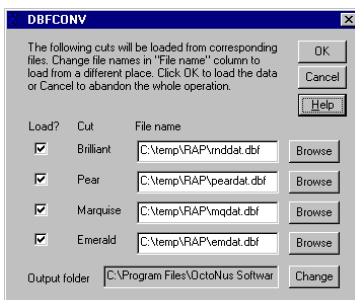 DBFCONV
The following cuts will be loaded from corresponding
files. Change file names in "File name" column to
load from a different place. Click OK to load the data
or Cancel to abandon the whole operation.
OK
Cancel
Help
Load? Cut File name
Brilliant C:\temp\RAP\rnddat.dbf Browse
Pear C:\temp\RAP\peardat.dbf Browse
Marquise C:\temp\RAP\mqdat.dbf Browse
Emerald C:\temp\RAP\emdat.dbf Browse
Output folder C:\Program Files\OctoNus Softwar Change